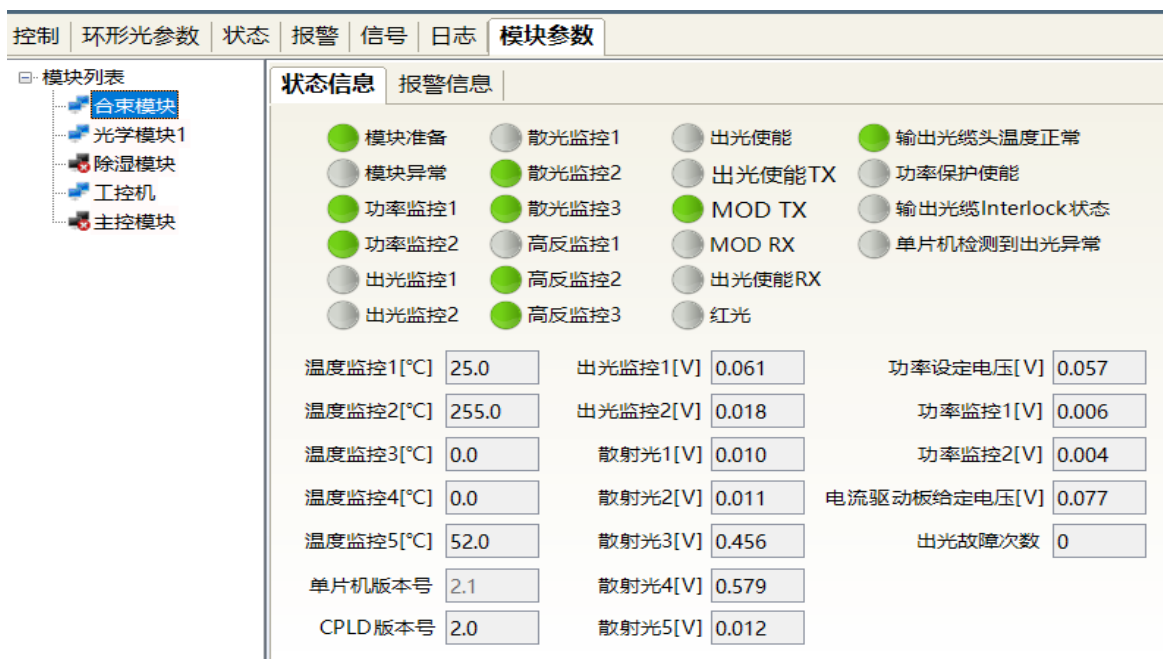 控制 环形光参数 状态 报警 信号 日志 模块参数
模块列表
合束模块
光学模块1
除湿模块
工控机
主控模块
状态信息 报警信息
模块准备 散光监控1 出光使能 输出光缆头温度正常
模块异常 散光监控2 出光使能TX 功率保护使能
功率监控1 散光监控3 MOD TX 输出光缆Interlock状态
功率监控2 高反监控1 MOD RX 单片机检测到出光异常
出光监控1 高反监控2 出光使能RX
出光监控2 高反监控3 红光
温度监控1[℃] 25.0 出光监控1[V] 0.061 功率设定电压[V] 0.057
温度监控2[℃] 255.0 出光监控2[V] 0.018 功率监控1[V] 0.006
温度监控3[℃] 0.0 散射光1[V] 0.010 功率监控2[V] 0.004
温度监控4[℃] 0.0 散射光2[V] 0.011 电流驱动板给定电压[V] 0.077
温度监控5[℃] 52.0 散射光3[V] 0.456 出光故障次数 0
单片机版本号 2.1 散射光4[V] 0.579
CPLD版本号 2.0 散射光5[V] 0.012